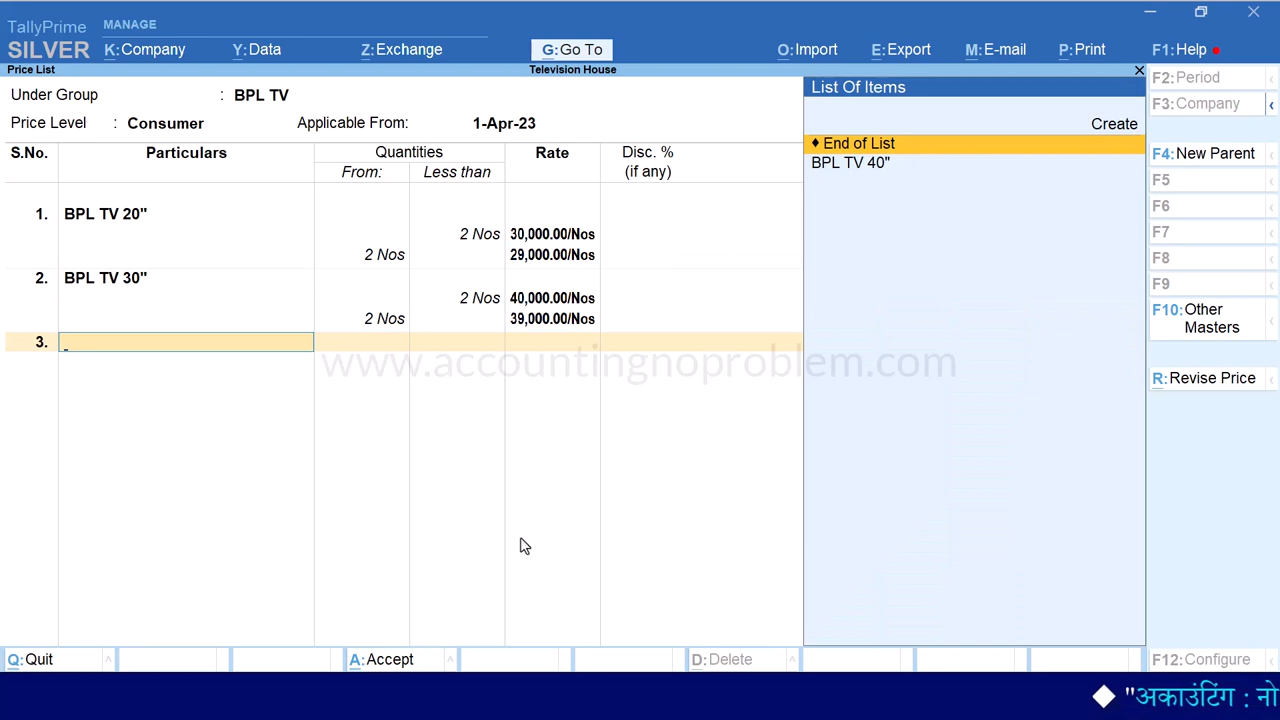 TallyPrime MANAGE
SILVER K:Company Y:Data Z:Exchange G:Go To O:Import E:Export M:E-mail P:Print F1:Help
Price List Television House
Under Group : BPL TV
Price Level : Consumer Applicable From: 1-Apr-23
S.No. Particulars Quantities Rate Disc. %
From: Less than (if any)
1. BPL TV 20"
2 Nos 30,000.00/Nos
2 Nos 29,000.00/Nos
2. BPL TV 30"
2 Nos 40,000.00/Nos
2 Nos 39,000.00/Nos
3.
www.accountingnoproblem.com
List Of Items
Create
♦ End of List
BPL TV 40"
F2:Period
F3:Company
F4:New Parent
F5
F6
F7
F8
F9
F10:Other
Masters
R:Revise Price
Q:Quit A:Accept D:Delete F12:Configure
"अकाउंटिंग : नो